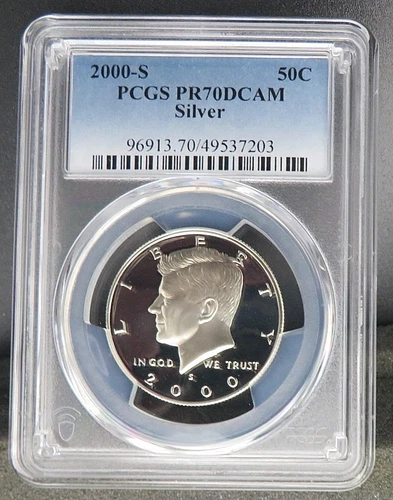 2000-S 50C
PCGS PR70DCAM
Silver
96913.70/49537203
LIBERTY
IN GOD WE TRUST
S
2000